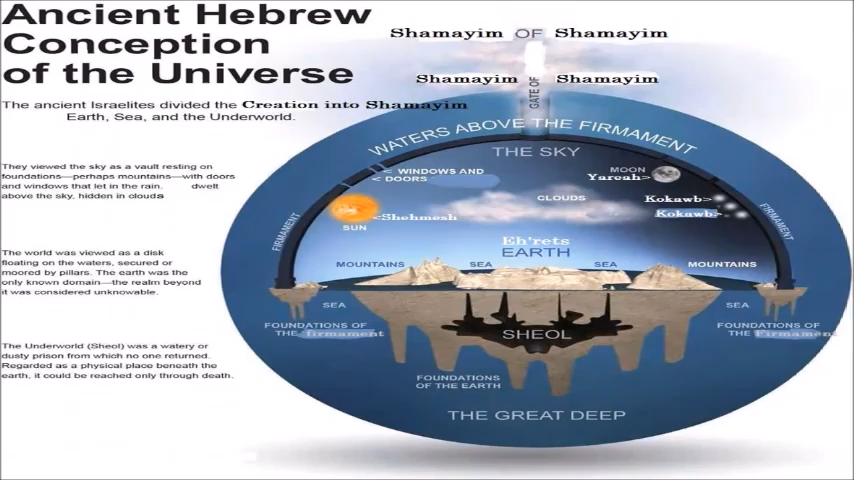 Ancient Hebrew
Conception
of the Universe
The ancient Israelites divided the Creation into Shamayim
Earth, Sea, and the Underworld.
They viewed the sky as a vault resting on
foundations—perhaps mountains—with doors
and windows that let in the rain. dwelt
above the sky, hidden in clouds
The world was viewed as a disk
floating on the waters, secured or
moored by pillars. The earth was the
only known domain—the realm beyond
it was considered unknowable.
The Underworld (Sheol) was a watery or
dusty prison from which no one returned.
Regarded as a physical place beneath the
earth, it could be reached only through death.
Shamayim OF Shamayim
Shamayim Shamayim
GATE OF
WATERS ABOVE THE FIRMAMENT
THE SKY
< WINDOWS AND
< DOORS
MOON
Yareah>
CLOUDS
Kokawb>
Kokawb>
<Shehmesh
SUN
FIRMAMENT
FIRMAMENT
Eh'rets
EARTH
MOUNTAINS
SEA
SEA
MOUNTAINS
SEA
SEA
FOUNDATIONS OF
THE firmament
SHEOL
FOUNDATIONS OF
THE Firmament
FOUNDATIONS
OF THE EARTH
THE GREAT DEEP